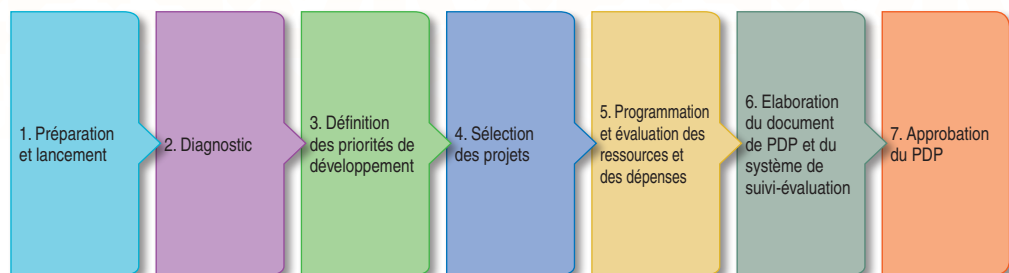 1. Préparation
et lancement
2. Diagnostic
3. Définition
des priorités de
développement
4. Sélection
des projets
5. Programmation
et évaluation des
ressources et
des dépenses
6. Elaboration
du document
de PDP et du
système de
suivi-évaluation
7. Approbation
du PDP